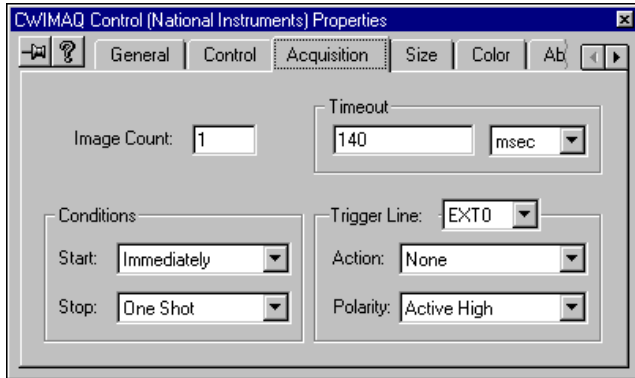 CWIMAQ Control (National Instruments) Properties
? General Control Acquisition Size Color Ab
Timeout
Image Count: 1 140 msec
Conditions Trigger Line: EXT0
Start: Immediately Action: None
Stop: One Shot Polarity: Active High